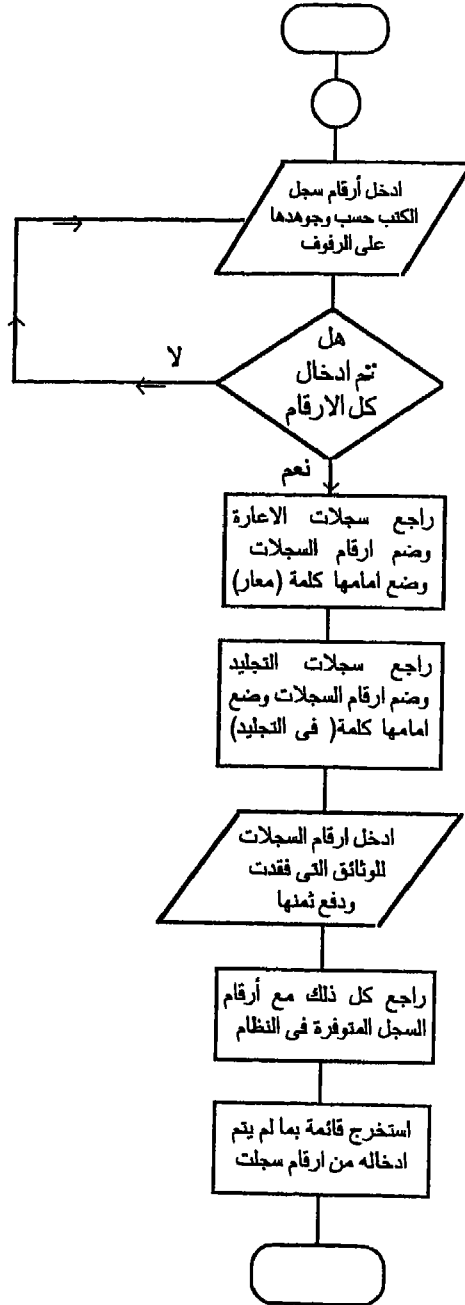 ادخل أرقام سجل
الكتب حسب وجوهدها
على الرفوف
هل
تم ادخال
كل الارقام
لا
نعم
راجع سجلات الاعارة
وضم ارقام السجلات
وضع امامها كلمة (معار)
راجع سجلات التجليد
وضم ارقام السجلات وضع
امامها كلمة( فى التجليد)
ادخل ارقام السجلات
للوثائق التى فقدت
ودفع ثمنها
راجع كل ذلك مع أرقام
السجل المتوفرة فى النظام
استخرج قائمة بما لم يتم
ادخاله من ارقام سجلت